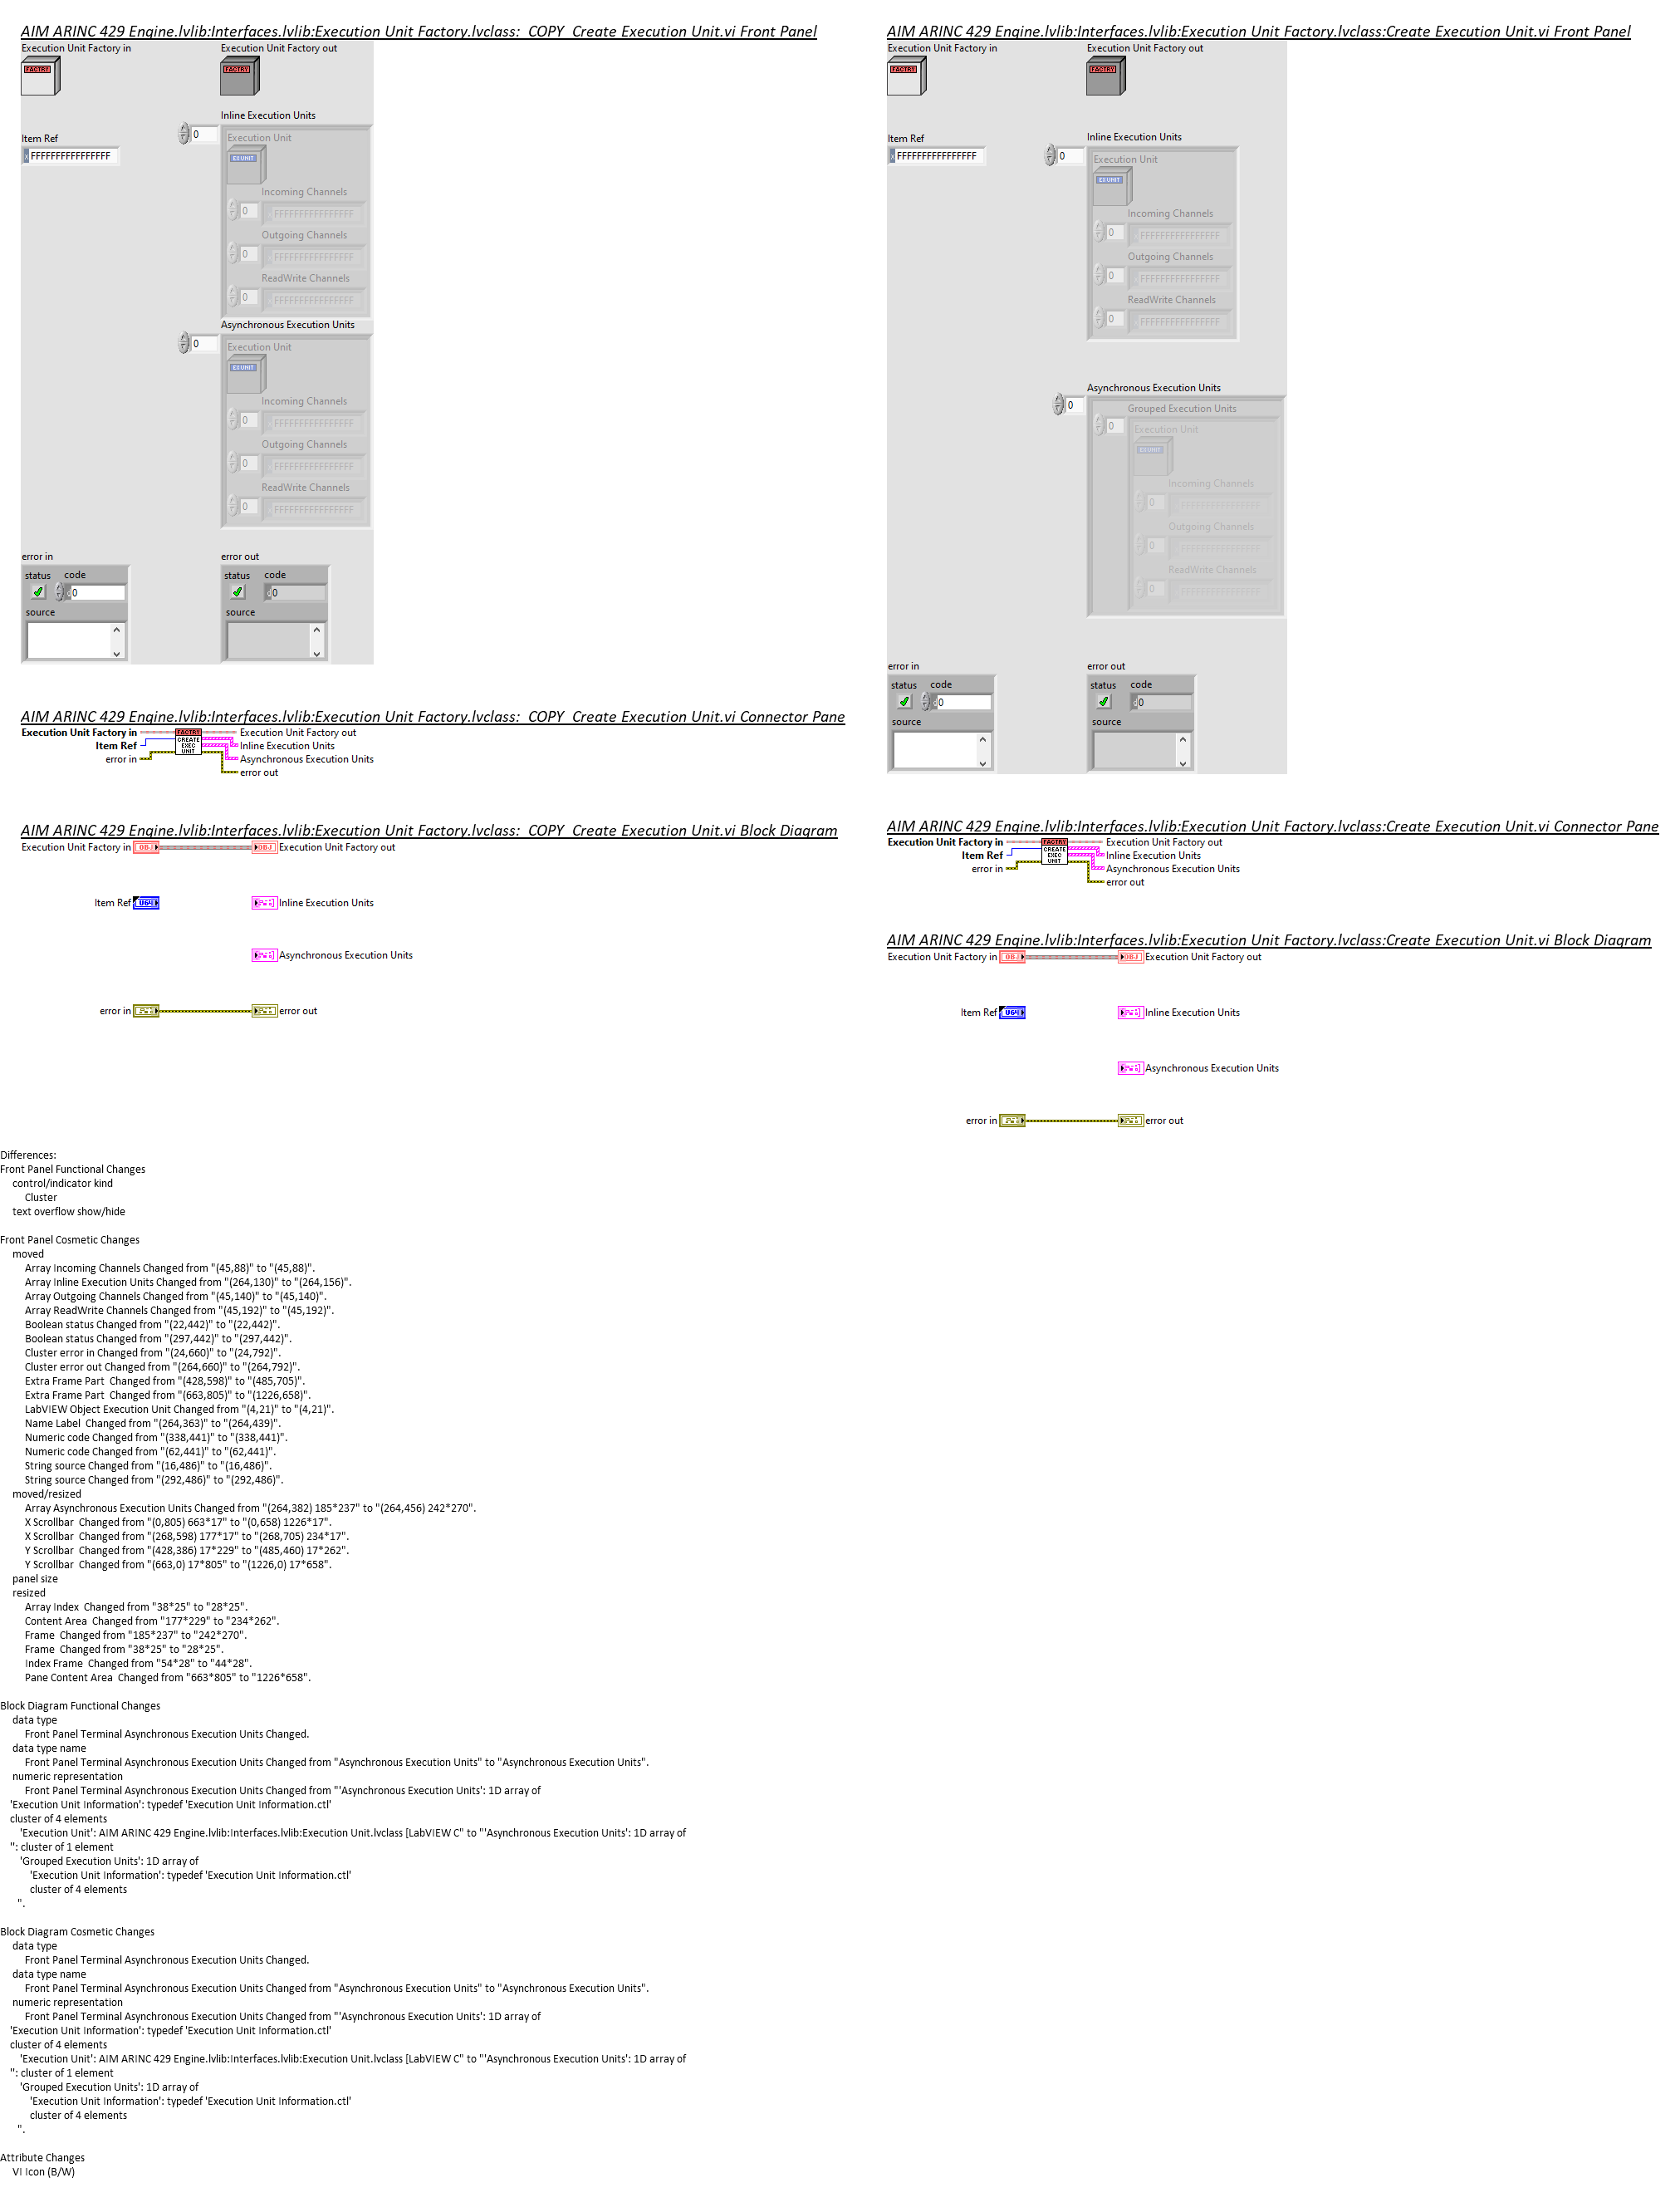 AIM ARINC 429 Engine.lvlib:Interfaces.lvlib:Execution Unit Factory.lvclass:_COPY_Create Execution Unit.vi Front Panel
Execution Unit Factory in
Execution Unit Factory out
FACTRY
FACTRY
Inline Execution Units
0
Execution Unit
Item Ref
x FFFFFFFFFFFFFFFF
EXUNIT
Incoming Channels
0
FFFFFFFFFFFFFFFF
Outgoing Channels
0
FFFFFFFFFFFFFFFF
ReadWrite Channels
0
FFFFFFFFFFFFFFFF
Asynchronous Execution Units
0
Execution Unit
EXUNIT
Incoming Channels
0
FFFFFFFFFFFFFFFF
Outgoing Channels
0
FFFFFFFFFFFFFFFF
ReadWrite Channels
0
FFFFFFFFFFFFFFFF
error in
error out
status code
status code
d0
d0
source
source
AIM ARINC 429 Engine.lvlib:Interfaces.lvlib:Execution Unit Factory.lvclass:_COPY_Create Execution Unit.vi Connector Pane
Execution Unit Factory in
FACTRY
Execution Unit Factory out
Item Ref
CREATE
EXEC
UNIT
Inline Execution Units
error in
Asynchronous Execution Units
error out
AIM ARINC 429 Engine.lvlib:Interfaces.lvlib:Execution Unit Factory.lvclass:_COPY_Create Execution Unit.vi Block Diagram
Execution Unit Factory in
OBJ
OBJ
Execution Unit Factory out
Item Ref
U64
Inline Execution Units
Asynchronous Execution Units
error in
error out
AIM ARINC 429 Engine.lvlib:Interfaces.lvlib:Execution Unit Factory.lvclass:Create Execution Unit.vi Front Panel
Execution Unit Factory in
Execution Unit Factory out
FACTRY
FACTRY
Item Ref
x FFFFFFFFFFFFFFFF
Inline Execution Units
0
Execution Unit
EXUNIT
Incoming Channels
0
FFFFFFFFFFFFFFFF
Outgoing Channels
0
FFFFFFFFFFFFFFFF
ReadWrite Channels
0
FFFFFFFFFFFFFFFF
Asynchronous Execution Units
0
Grouped Execution Units
0
Execution Unit
EXUNIT
Incoming Channels
0
FFFFFFFFFFFFFFFF
Outgoing Channels
0
FFFFFFFFFFFFFFFF
ReadWrite Channels
0
FFFFFFFFFFFFFFFF
error in
error out
status code
status code
d0
d0
source
source
AIM ARINC 429 Engine.lvlib:Interfaces.lvlib:Execution Unit Factory.lvclass:Create Execution Unit.vi Connector Pane
Execution Unit Factory in
FACTRY
Execution Unit Factory out
Item Ref
CREATE
EXEC
UNIT
Inline Execution Units
error in
Asynchronous Execution Units
error out
AIM ARINC 429 Engine.lvlib:Interfaces.lvlib:Execution Unit Factory.lvclass:Create Execution Unit.vi Block Diagram
Execution Unit Factory in
OBJ
OBJ
Execution Unit Factory out
Item Ref
U64
Inline Execution Units
Asynchronous Execution Units
error in
error out
Differences:
Front Panel Functional Changes
control/indicator kind
Cluster
text overflow show/hide
Front Panel Cosmetic Changes
moved
Array Incoming Channels Changed from "(45,88)" to "(45,88)".
Array Inline Execution Units Changed from "(264,130)" to "(264,156)".
Array Outgoing Channels Changed from "(45,140)" to "(45,140)".
Array ReadWrite Channels Changed from "(45,192)" to "(45,192)".
Boolean status Changed from "(22,442)" to "(22,442)".
Boolean status Changed from "(297,442)" to "(297,442)".
Cluster error in Changed from "(24,660)" to "(24,792)".
Cluster error out Changed from "(264,660)" to "(264,792)".
Extra Frame Part  Changed from "(428,598)" to "(485,705)".
Extra Frame Part  Changed from "(663,805)" to "(1226,658)".
LabVIEW Object Execution Unit Changed from "(4,21)" to "(4,21)".
Name Label  Changed from "(264,363)" to "(264,439)".
Numeric code Changed from "(338,441)" to "(338,441)".
Numeric code Changed from "(62,441)" to "(62,441)".
String source Changed from "(16,486)" to "(16,486)".
String source Changed from "(292,486)" to "(292,486)".
moved/resized
Array Asynchronous Execution Units Changed from "(264,382) 185*237" to "(264,456) 242*270".
X Scrollbar  Changed from "(0,805) 663*17" to "(0,658) 1226*17".
X Scrollbar  Changed from "(268,598) 177*17" to "(268,705) 234*17".
Y Scrollbar  Changed from "(428,386) 17*229" to "(485,460) 17*262".
Y Scrollbar  Changed from "(663,0) 17*805" to "(1226,0) 17*658".
panel size
resized
Array Index  Changed from "38*25" to "28*25".
Content Area  Changed from "177*229" to "234*262".
Frame  Changed from "185*237" to "242*270".
Frame  Changed from "38*25" to "28*25".
Index Frame  Changed from "54*28" to "44*28".
Pane Content Area  Changed from "663*805" to "1226*658".
Block Diagram Functional Changes
data type
Front Panel Terminal Asynchronous Execution Units Changed.
data type name
Front Panel Terminal Asynchronous Execution Units Changed from "Asynchronous Execution Units" to "Asynchronous Execution Units".
numeric representation
Front Panel Terminal Asynchronous Execution Units Changed from "'Asynchronous Execution Units': 1D array of
'Execution Unit Information': typedef 'Execution Unit Information.ctl'
cluster of 4 elements
'Execution Unit': AIM ARINC 429 Engine.lvlib:Interfaces.lvlib:Execution Unit.lvclass [LabVIEW C" to "'Asynchronous Execution Units': 1D array of
'': cluster of 1 element
'Grouped Execution Units': 1D array of
'Execution Unit Information': typedef 'Execution Unit Information.ctl'
cluster of 4 elements
".
Block Diagram Cosmetic Changes
data type
Front Panel Terminal Asynchronous Execution Units Changed.
data type name
Front Panel Terminal Asynchronous Execution Units Changed from "Asynchronous Execution Units" to "Asynchronous Execution Units".
numeric representation
Front Panel Terminal Asynchronous Execution Units Changed from "'Asynchronous Execution Units': 1D array of
'Execution Unit Information': typedef 'Execution Unit Information.ctl'
cluster of 4 elements
'Execution Unit': AIM ARINC 429 Engine.lvlib:Interfaces.lvlib:Execution Unit.lvclass [LabVIEW C" to "'Asynchronous Execution Units': 1D array of
'': cluster of 1 element
'Grouped Execution Units': 1D array of
'Execution Unit Information': typedef 'Execution Unit Information.ctl'
cluster of 4 elements
".
Attribute Changes
VI Icon (B/W)